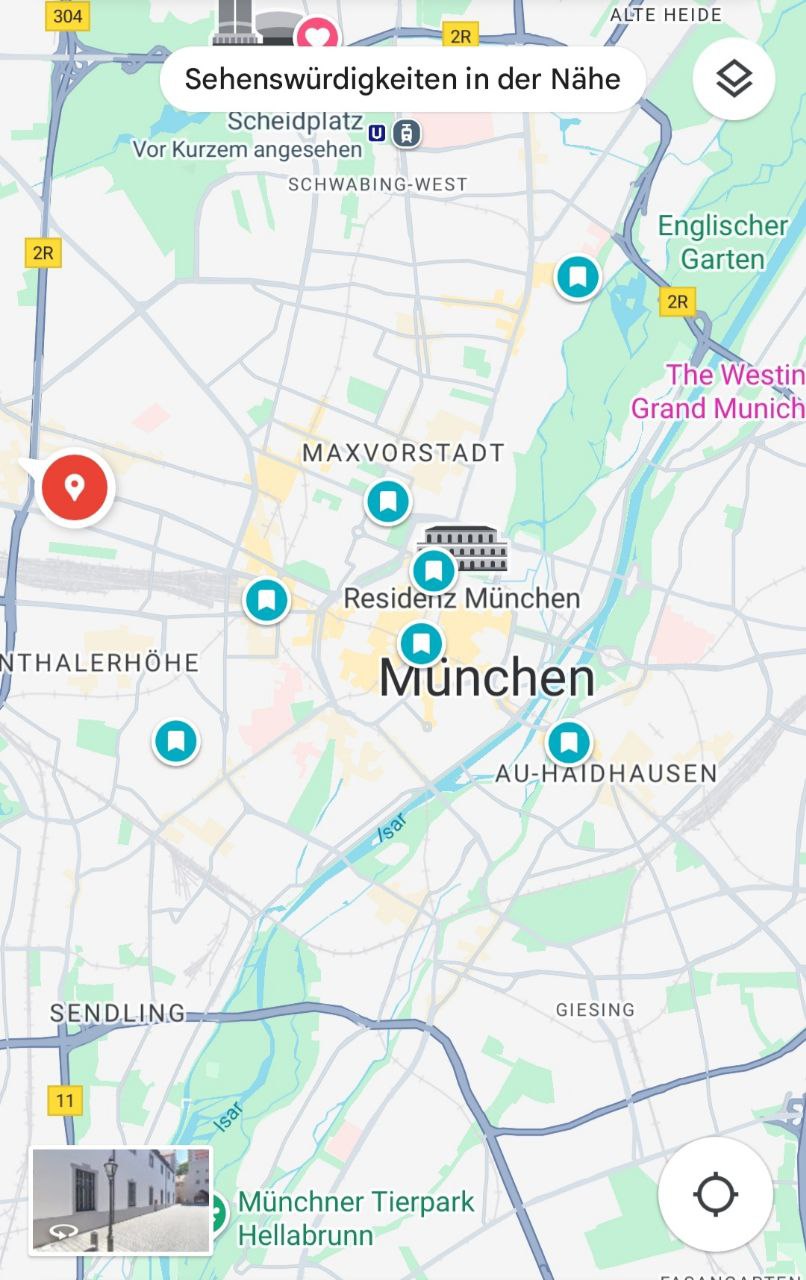 304
2R
ALTE HEIDE
Sehenswürdigkeiten in der Nähe
Scheidplatz
U
Vor Kurzem angesehen
SCHWABING-WEST
2R
Englischer
Garten
2R
The Westin
Grand Munich
MAXVORSTADT
Residenz München
NTHALERHÖHE
München
AU-HAIDHAUSEN
Isar
SENDLING
GIESING
11
Isar
Münchner Tierpark
Hellabrunn